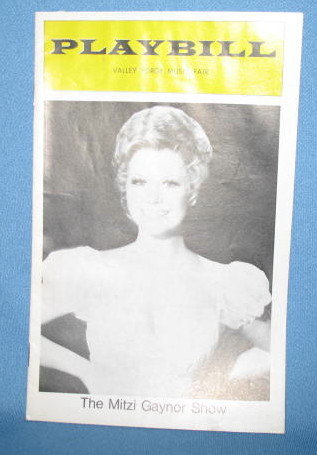 PLAYBILL
VALLEY FORGE MUSIC FAIR
The Mitzi Gaynor Show